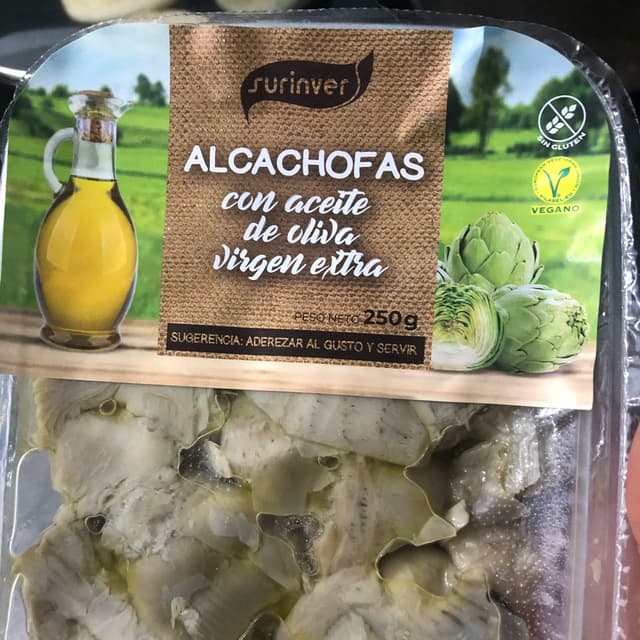 surinver
ALCACHOFAS
con aceite
de oliva
virgen extra
PESO NETO 250g
SUGERENCIA: ADEREZAR AL GUSTO Y SERVIR
SIN GLUTEN
VEGANO